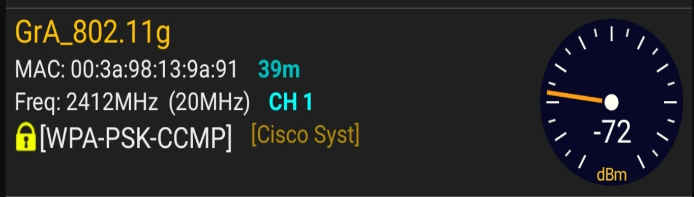 GrA_802.11g
MAC: 00:3a:98:13:9a:91 39m
Freq: 2412MHz (20MHz) CH 1
[WPA-PSK-CCMP] [Cisco Syst]
-72
dBm